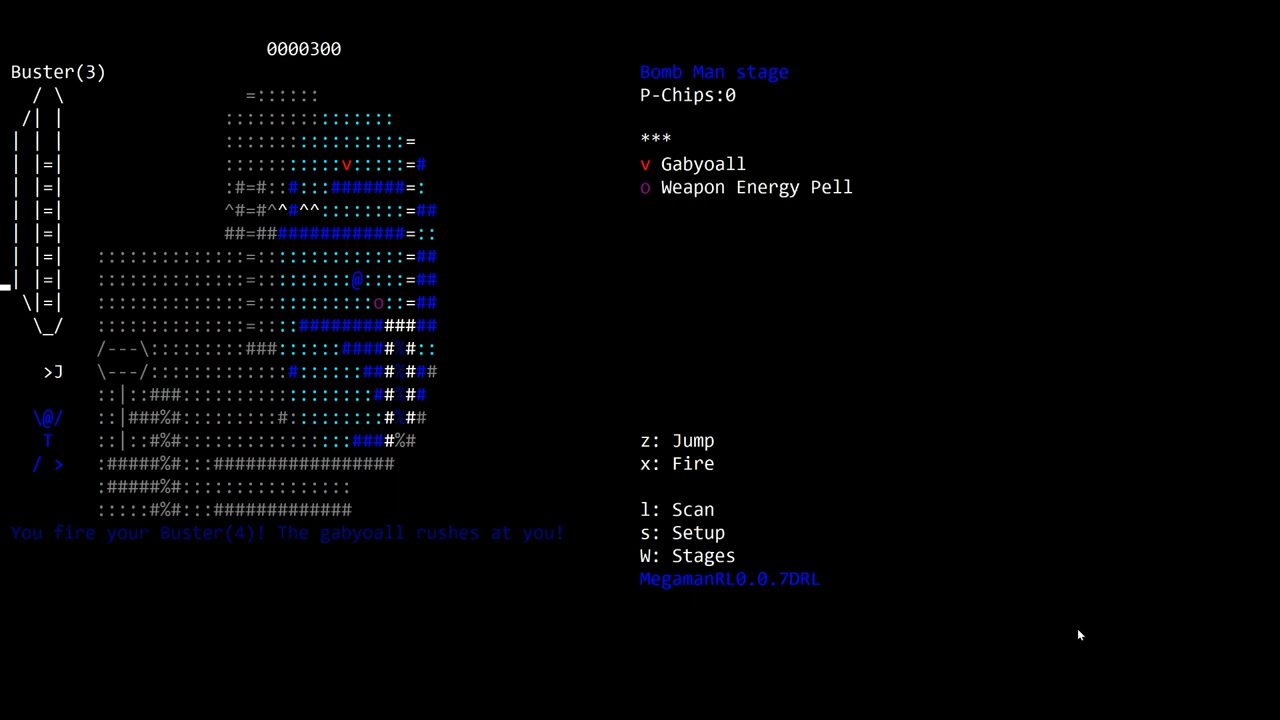 0000300
Buster(3)
Bomb Man stage
P-Chips:0
***
v Gabyoall
o Weapon Energy Pell
>J
z: Jump
x: Fire
l: Scan
s: Setup
W: Stages
You fire your Buster(4)! The gabyoall rushes at you!
MegamanRL0.0.7DRL